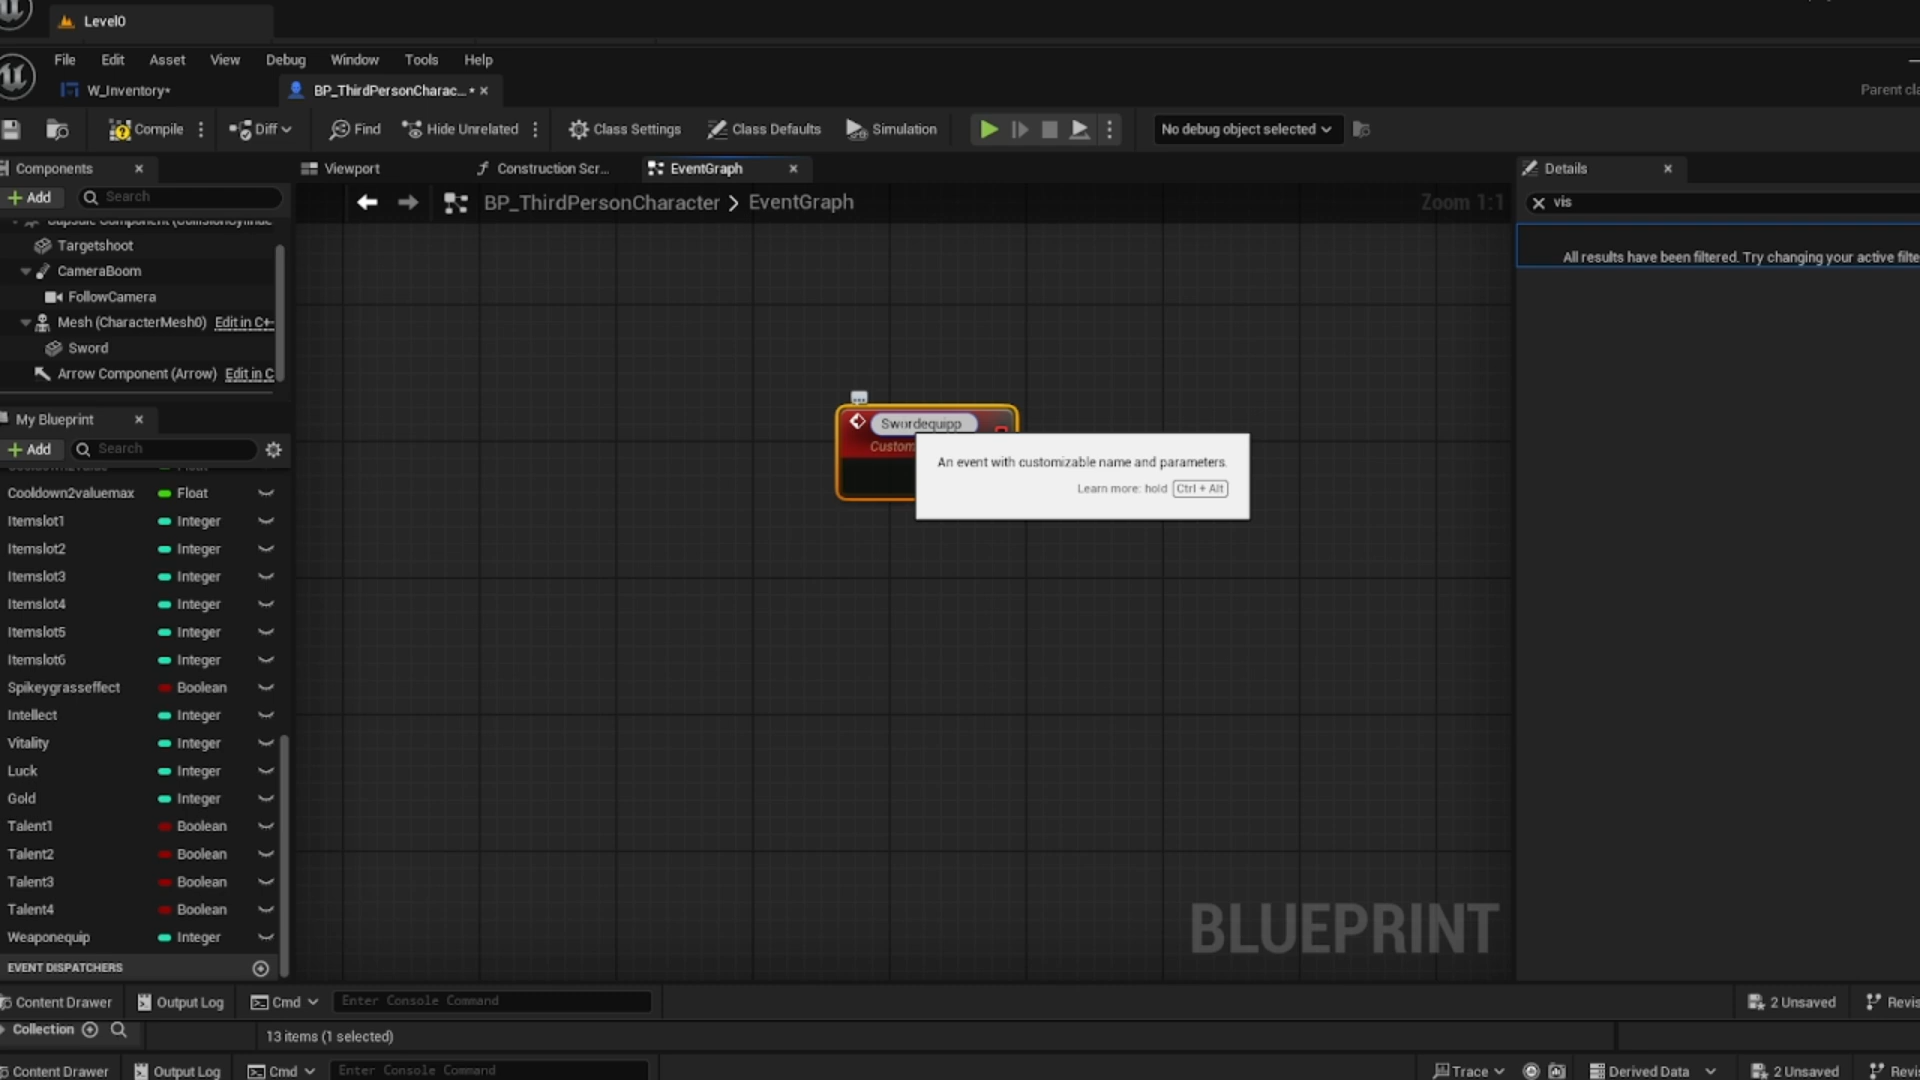 Level0
File Edit Asset View Debug Window Tools Help
W_Inventory*
BP_ThirdPersonCharac... *
Parent cla
Compile
Diff
Find
Hide Unrelated
Class Settings
Class Defaults
Simulation
No debug object selected
Components
Viewport
Construction Scr...
EventGraph
Details
Add
Search
BP_ThirdPersonCharacter > EventGraph
Zoom 1:1
vis
All results have been filtered. Try changing your active filte
Targetshoot
CameraBoom
FollowCamera
Mesh (CharacterMesh0) Edit in C++
Sword
Arrow Component (Arrow) Edit in C
My Blueprint
Add
Search
Swordequipp
Custom
An event with customizable name and parameters.
Learn more: hold Ctrl + Alt
Cooldown2valuemax Float
Itemslot1 Integer
Itemslot2 Integer
Itemslot3 Integer
Itemslot4 Integer
Itemslot5 Integer
Itemslot6 Integer
Spikeygrasseffect Boolean
Intellect Integer
Vitality Integer
Luck Integer
Gold Integer
Talent1 Boolean
Talent2 Boolean
Talent3 Boolean
Talent4 Boolean
Weaponequip Integer
EVENT DISPATCHERS
BLUEPRINT
Content Drawer
Output Log
Cmd
Enter Console Command
2 Unsaved
Revis
Collection
13 items (1 selected)
Content Drawer
Output Log
Cmd
Enter Console Command
Trace
Derived Data
2 Unsaved
Revi